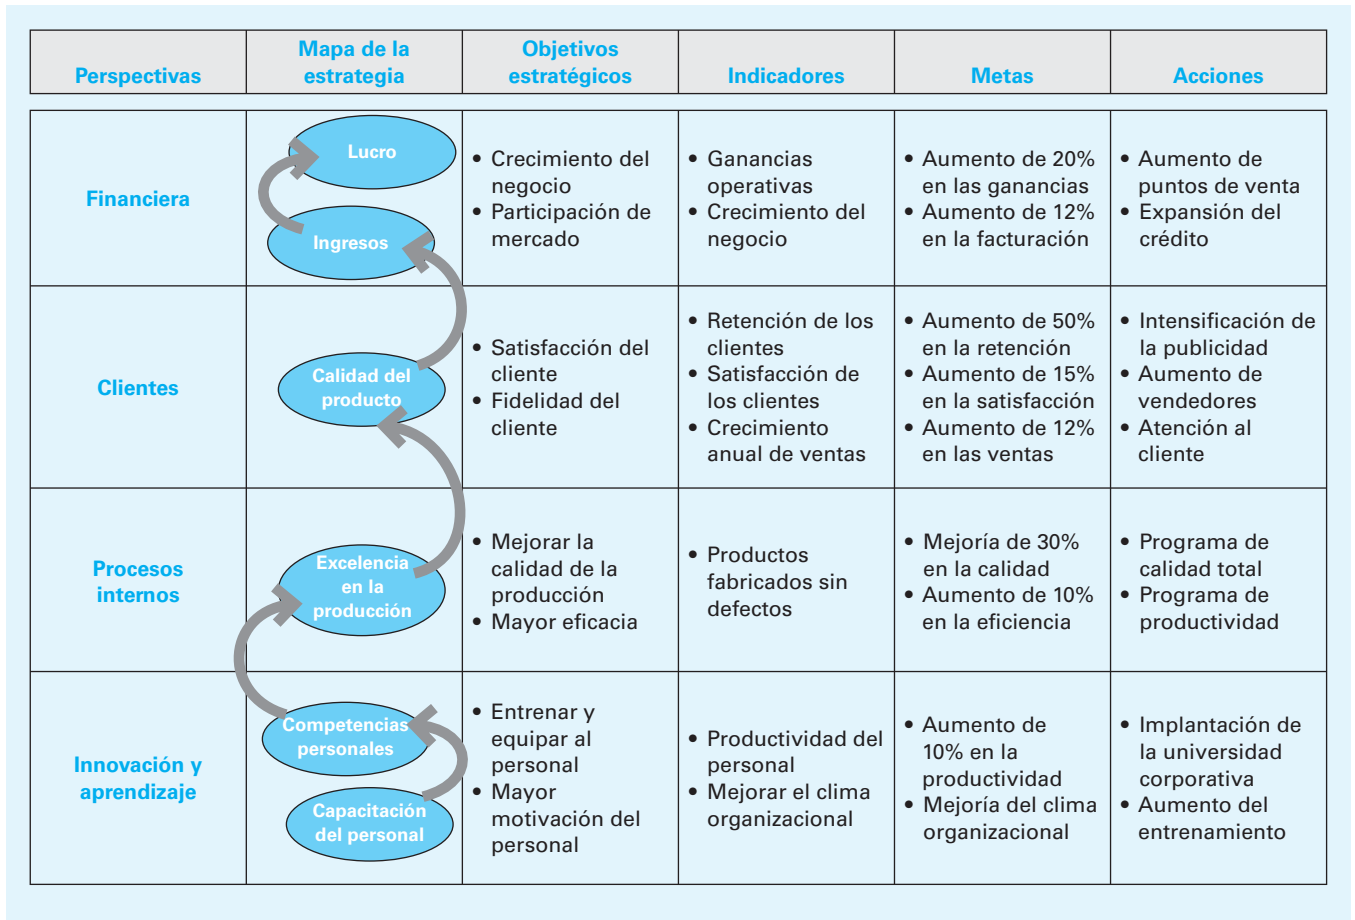 Perspectivas
Mapa de la
estrategia
Objetivos
estratégicos
Indicadores
Metas
Acciones
Financiera
Lucro
Ingresos
• Crecimiento del
negocio
• Participación de
mercado
• Ganancias
operativas
• Crecimiento del
negocio
• Aumento de 20%
en las ganancias
• Aumento de 12%
en la facturación
• Aumento de
puntos de venta
• Expansión del
crédito
Clientes
Calidad del
producto
• Satisfacción del
cliente
• Fidelidad del
cliente
• Retención de los
clientes
• Satisfacción de
los clientes
• Crecimiento
anual de ventas
• Aumento de 50%
en la retención
• Aumento de 15%
en la satisfacción
• Aumento de 12%
en las ventas
• Intensificación de
la publicidad
• Aumento de
vendedores
• Atención al
cliente
Procesos
internos
Excelencia
en la
producción
• Mejorar la
calidad de la
producción
• Mayor eficacia
• Productos
fabricados sin
defectos
• Mejoría de 30%
en la calidad
• Aumento de 10%
en la eficiencia
• Programa de
calidad total
• Programa de
productividad
Innovación y
aprendizaje
Competencias
personales
Capacitación
del personal
• Entrenar y
equipar al
personal
• Mayor
motivación del
personal
• Productividad del
personal
• Mejorar el clima
organizacional
• Aumento de
10% en la
productividad
• Mejoría del clima
organizacional
• Implantación de
la universidad
corporativa
• Aumento del
entrenamiento